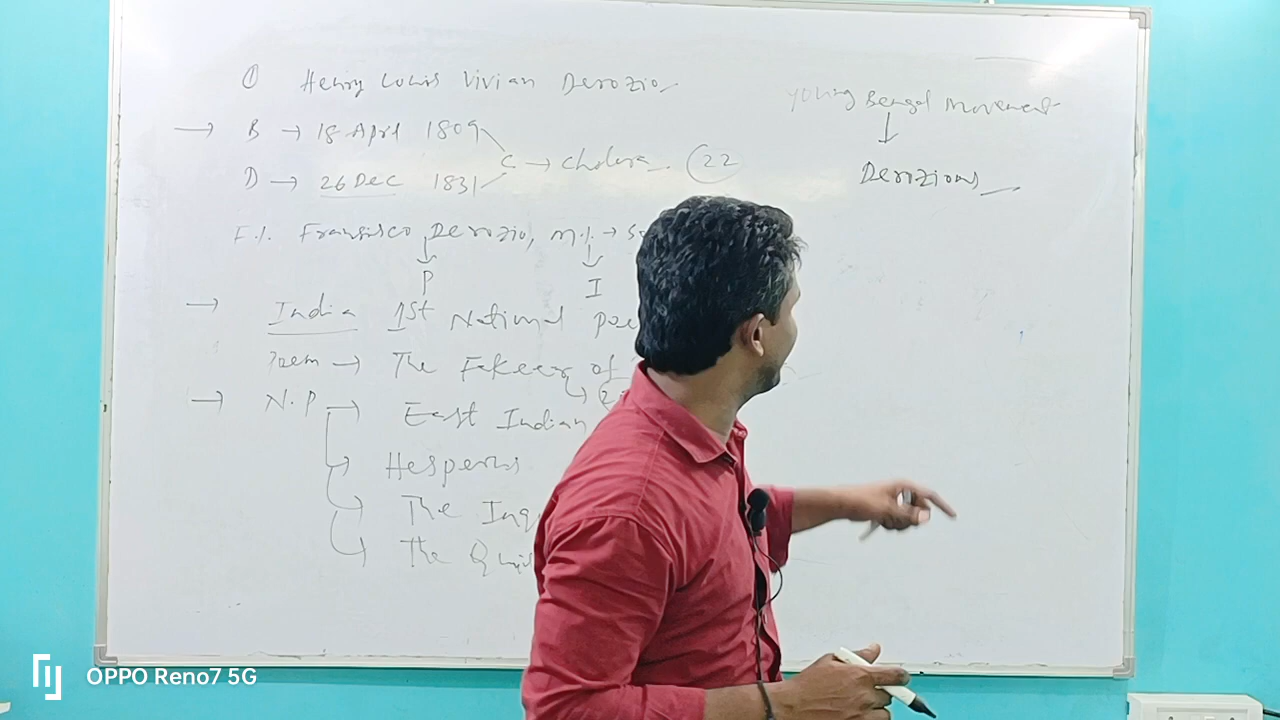 ① Henry Louis Vivian Derozio
→ B → 18 April 1809
C → cholera (22)
D → 26 Dec 1831
F.N. Fransisco Derozio, M.N. →
P I
→ India 1st National
Poem → The Fakeer of
→ N.P → East Indian
→ Hesperus
→ The
→ The
Young Bengal Movement
↓
Derozions
OPPO Reno7 5G